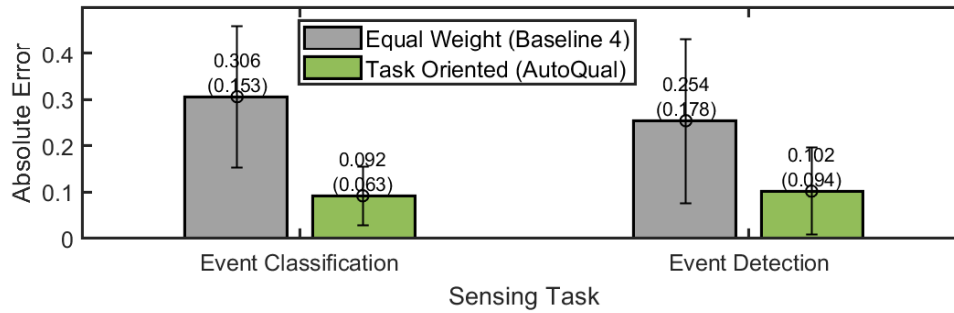 Absolute Error
0.4
0.3
0.2
0.1
0
Equal Weight (Baseline 4)
Task Oriented (AutoQual)
0.306
(0.153)
0.092
(0.063)
0.254
(0.178)
0.102
(0.094)
Event Classification
Event Detection
Sensing Task